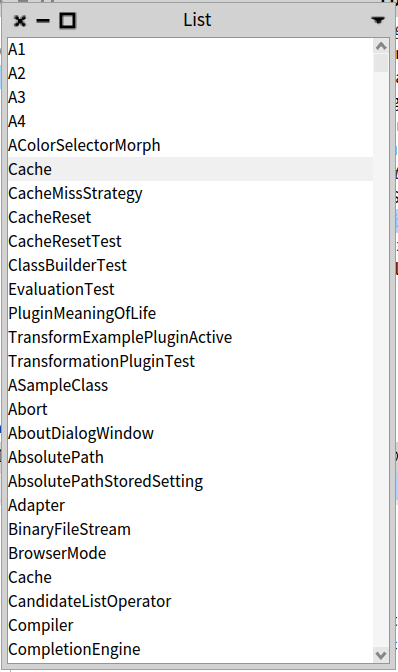 List
A1
A2
A3
A4
AColorSelectorMorph
Cache
CacheMissStrategy
CacheReset
CacheResetTest
ClassBuilderTest
EvaluationTest
PluginMeaningOfLife
TransformExamplePluginActive
TransformationPluginTest
ASampleClass
Abort
AboutDialogWindow
AbsolutePath
AbsolutePathStoredSetting
Adapter
BinaryFileStream
BrowserMode
Cache
CandidateListOperator
Compiler
CompletionEngine